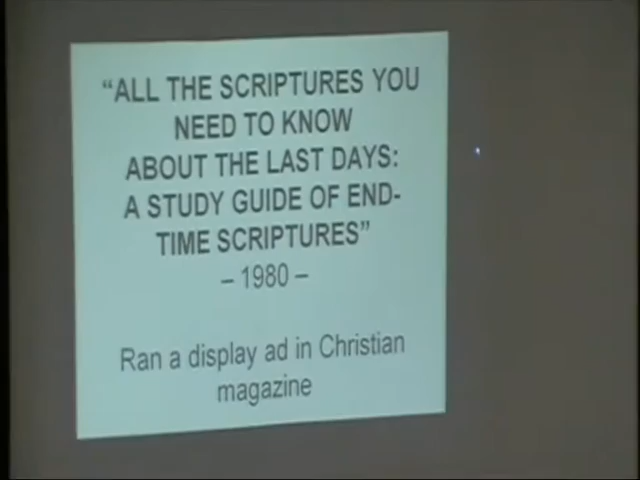 “ALL THE SCRIPTURES YOU
NEED TO KNOW
ABOUT THE LAST DAYS:
A STUDY GUIDE OF END-
TIME SCRIPTURES”
– 1980 –
Ran a display ad in Christian
magazine